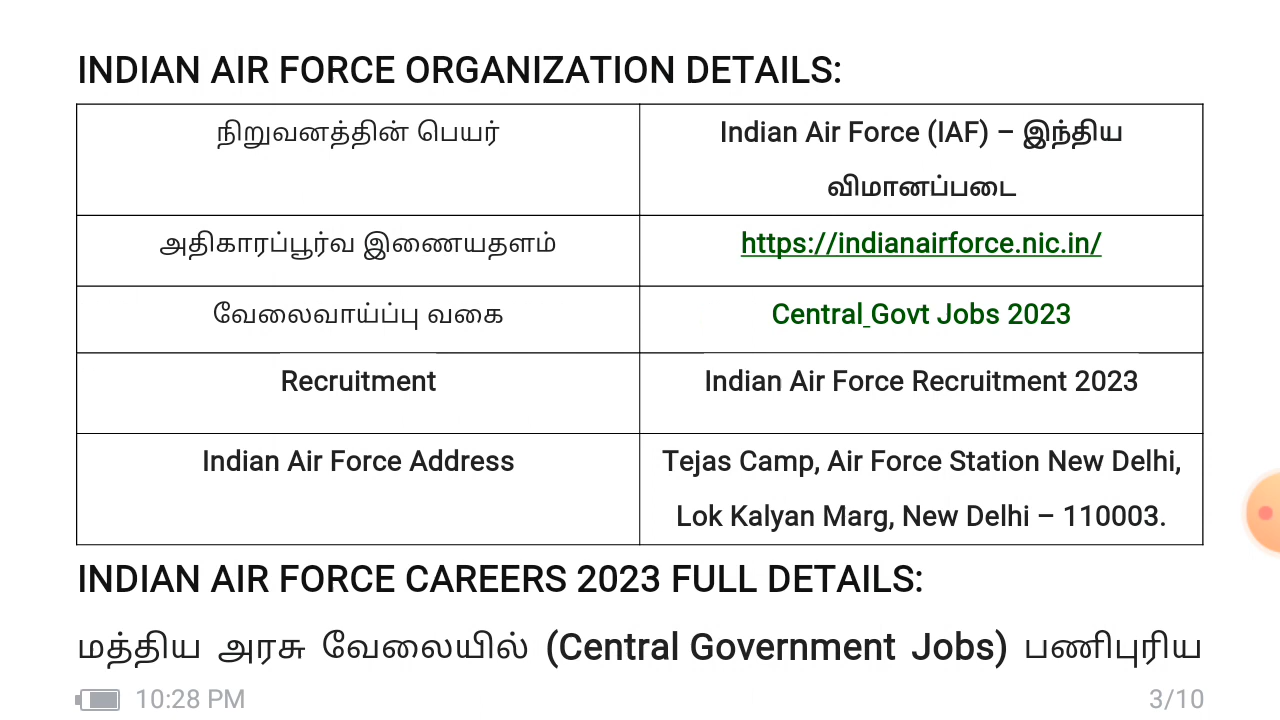 INDIAN AIR FORCE ORGANIZATION DETAILS:
நிறுவனத்தின் பெயர்
Indian Air Force (IAF) – இந்திய
விமானப்படை
அதிகாரப்பூர்வ இணையதளம்
https://indianairforce.nic.in/
வேலைவாய்ப்பு வகை
Central Govt Jobs 2023
Recruitment
Indian Air Force Recruitment 2023
Indian Air Force Address
Tejas Camp, Air Force Station New Delhi,
Lok Kalyan Marg, New Delhi – 110003.
INDIAN AIR FORCE CAREERS 2023 FULL DETAILS:
மத்திய அரசு வேலையில் (Central Government Jobs) பணிபுரிய
10:28 PM
3/10